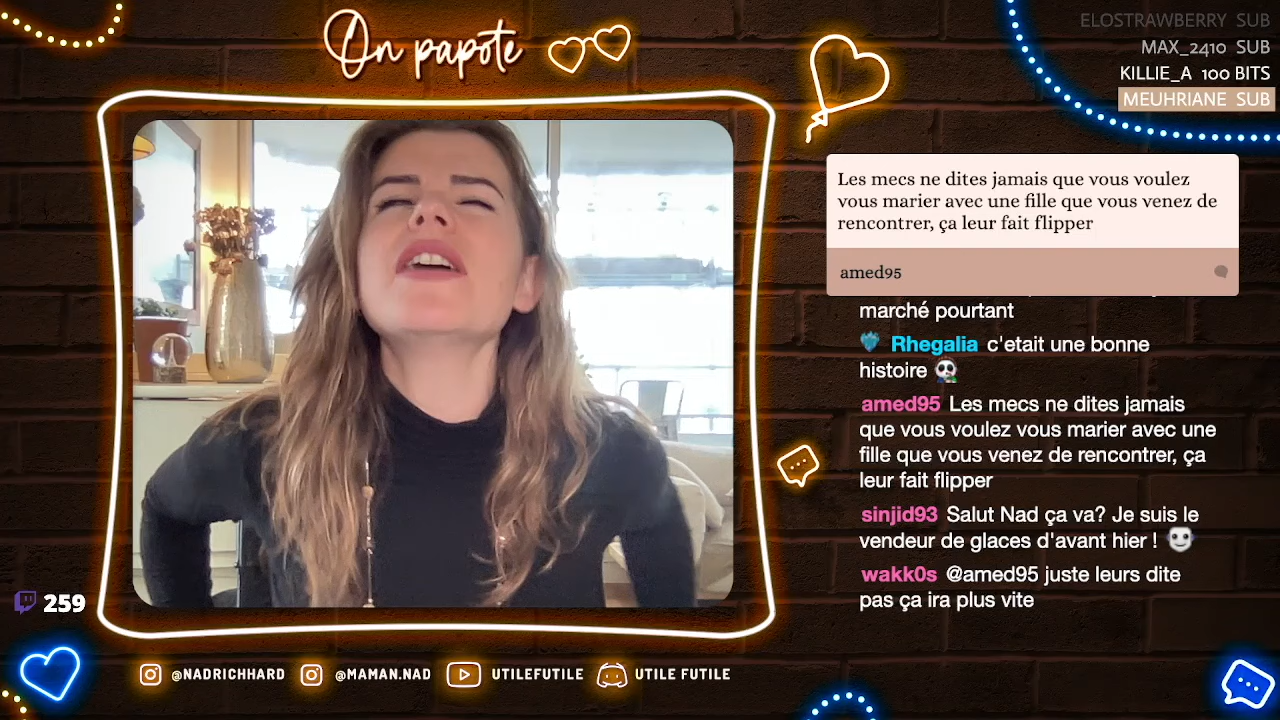 On papote
ELOSTRAWBERRY SUB
MAX_2410 SUB
KILLIE_A 100 BITS
MEUHRIANE SUB
Les mecs ne dites jamais que vous voulez
vous marier avec une fille que vous venez de
rencontrer, ça leur fait flipper
amed95
marché pourtant
Rhegalia c'etait une bonne
histoire
amed95 Les mecs ne dites jamais
que vous voulez vous marier avec une
fille que vous venez de rencontrer, ça
leur fait flipper
sinjid93 Salut Nad ça va? Je suis le
vendeur de glaces d'avant hier !
wakk0s @amed95 juste leurs dite
pas ça ira plus vite
259
@NADRICHHARD @MAMAN.NAD UTILEFUTILE UTILE FUTILE